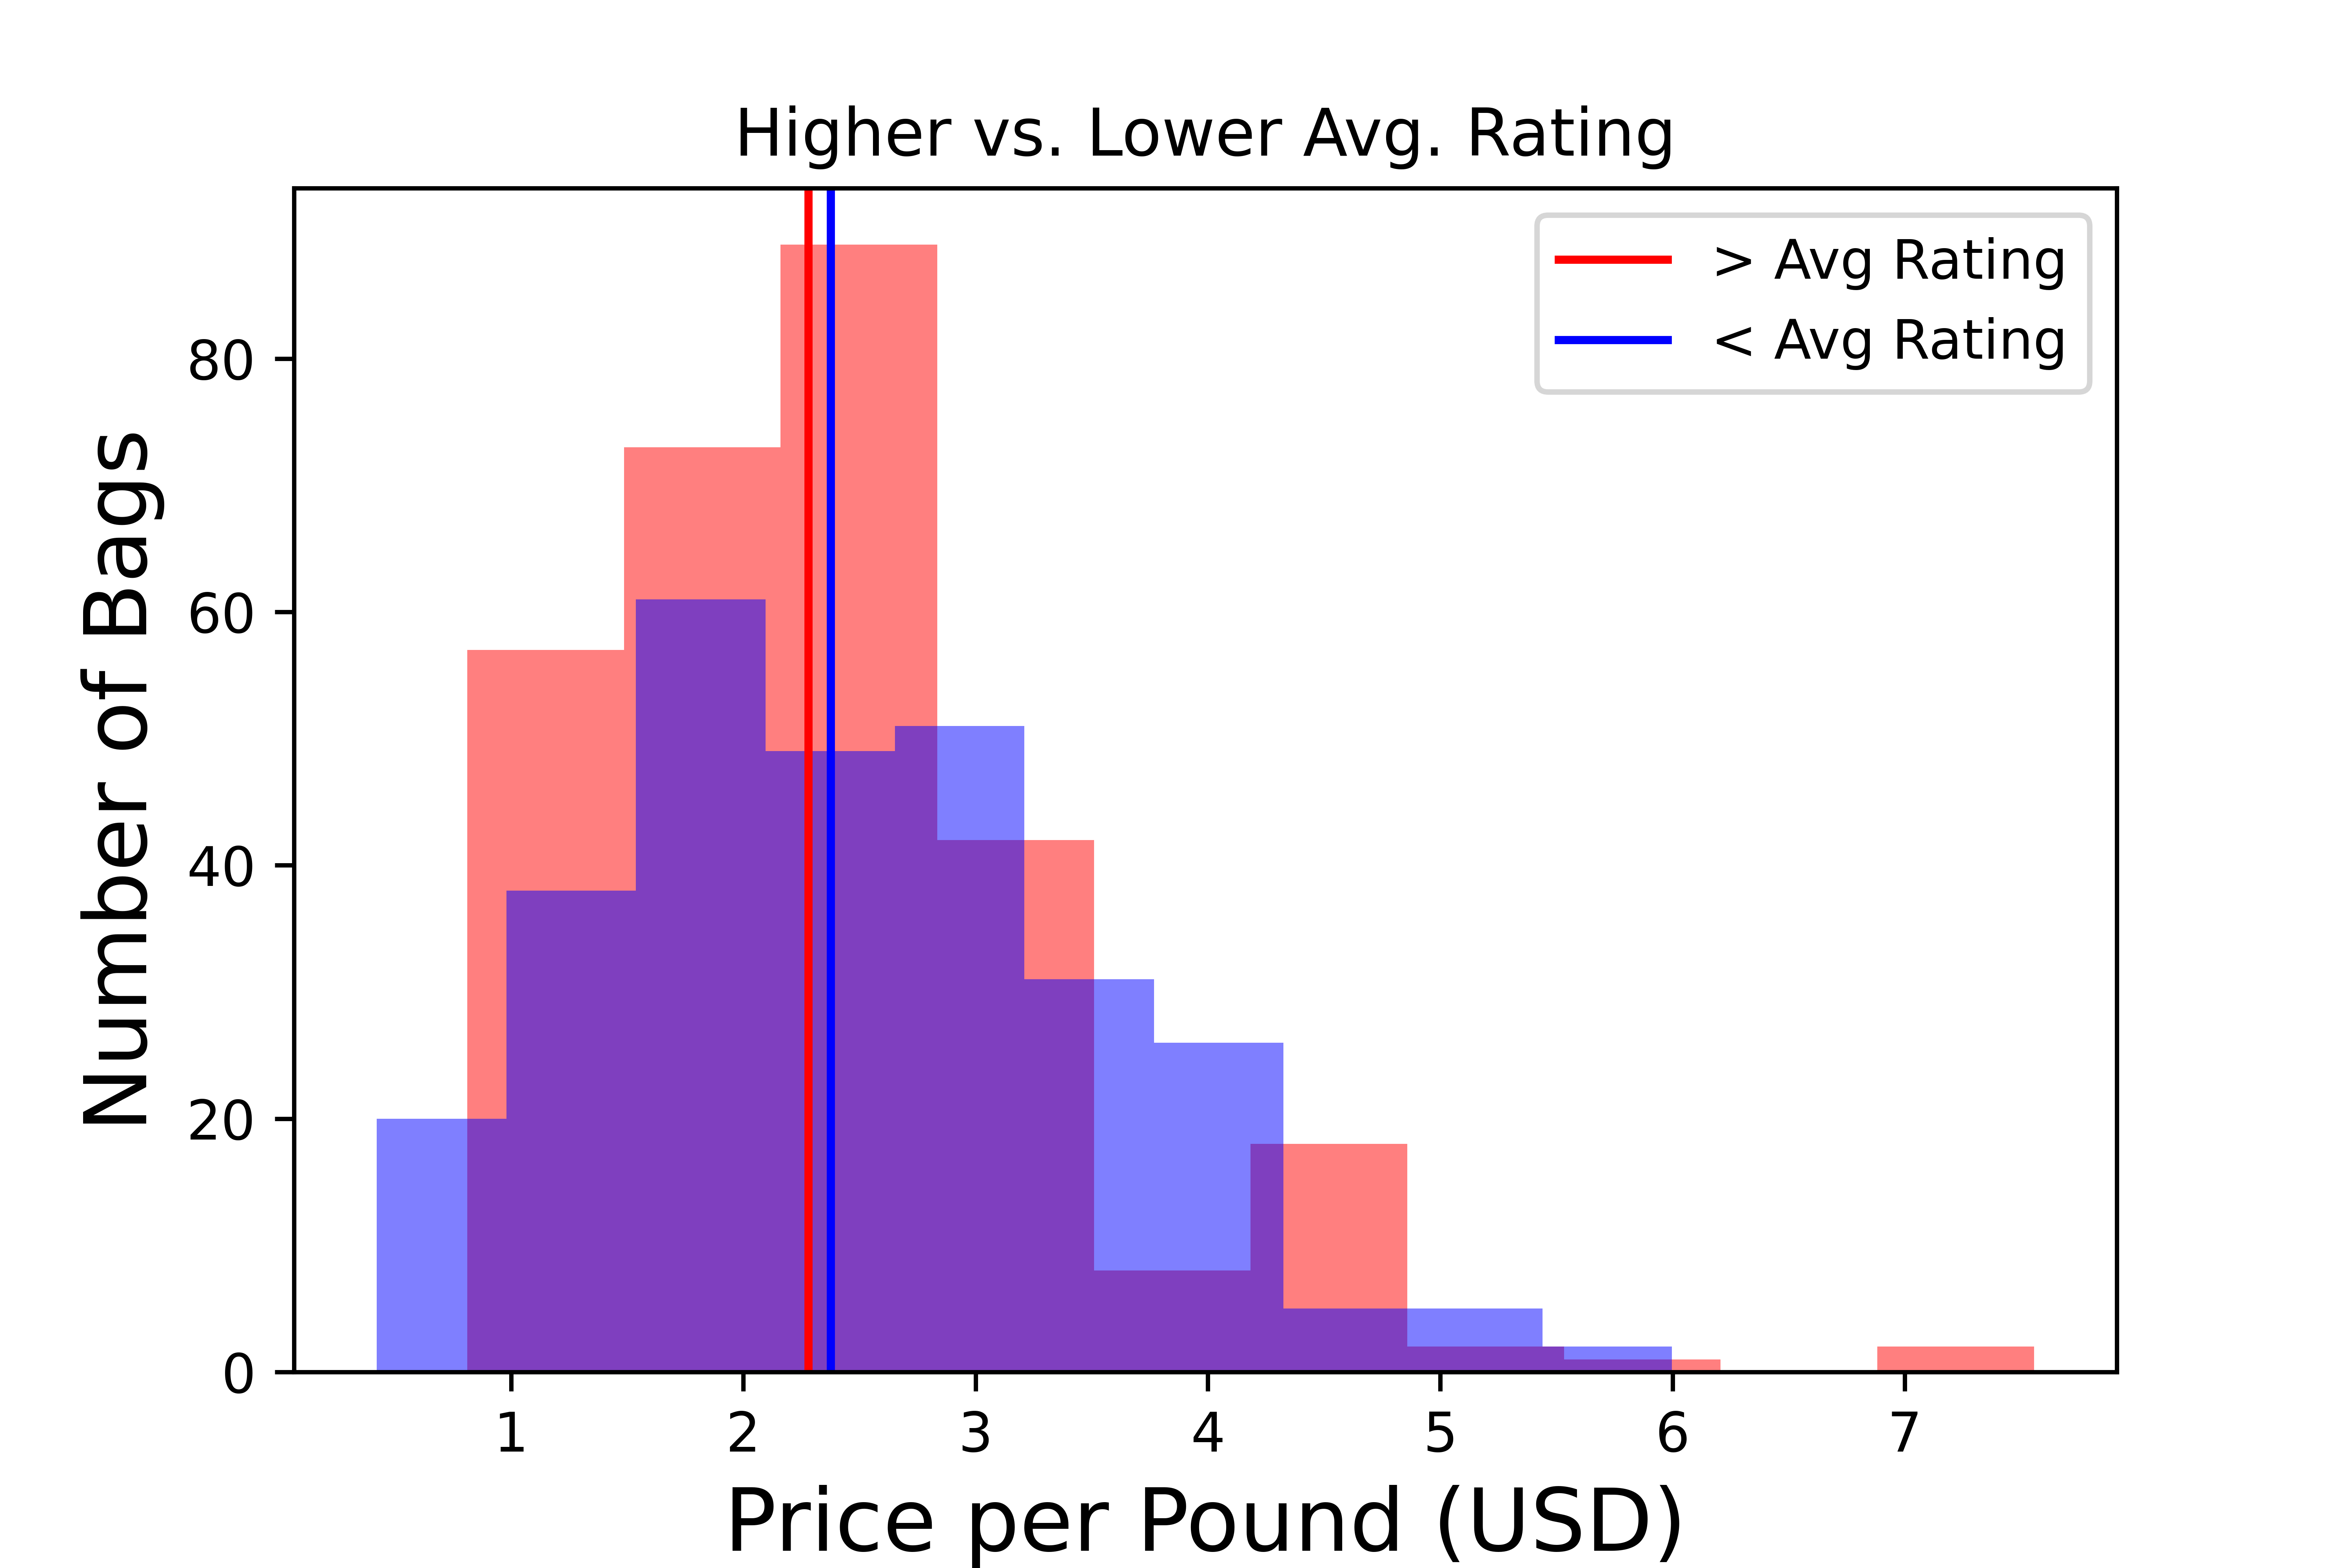 Higher vs. Lower Avg. Rating
> Avg Rating
< Avg Rating
Number of Bags
80
60
40
20
0
1 2 3 4 5 6 7
Price per Pound (USD)